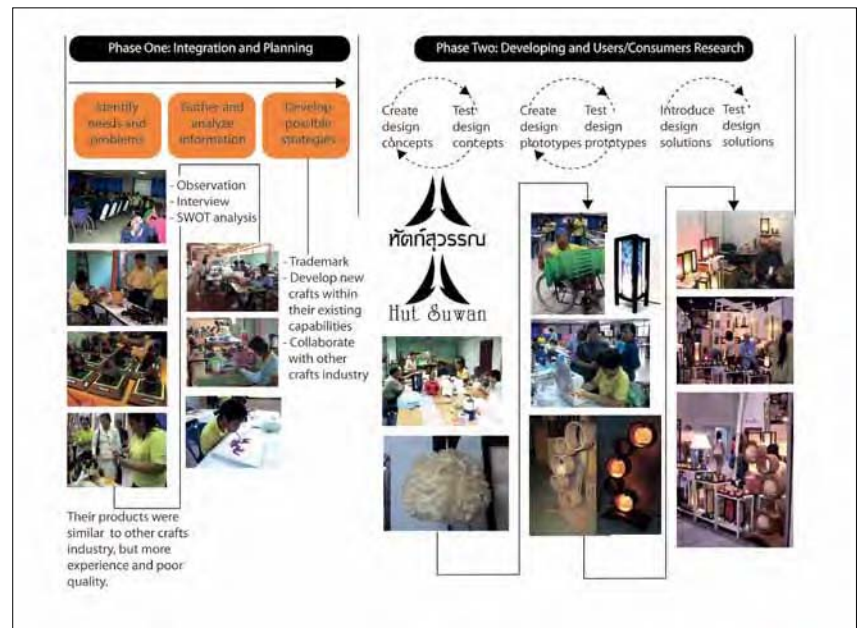 Phase One: Integration and Planning
Identify
needs and
problems
Gather and
analyze
information
Develop
possible
strategies
- Observation
- Interview
- SWOT analysis
- Trademark
- Develop new
crafts within
their existing
capabilities
- Collaborate
with other
crafts industry
Their products were
similar to other crafts
industry, but more
experience and poor
quality.
Phase Two: Developing and Users/Consumers Research
Create
design
concepts
Test
design
concepts
Create
design
prototypes
Test
design
prototypes
Introduce
design
solutions
Test
design
solutions
หัตถ์สุวรรณ
Hut Suwan